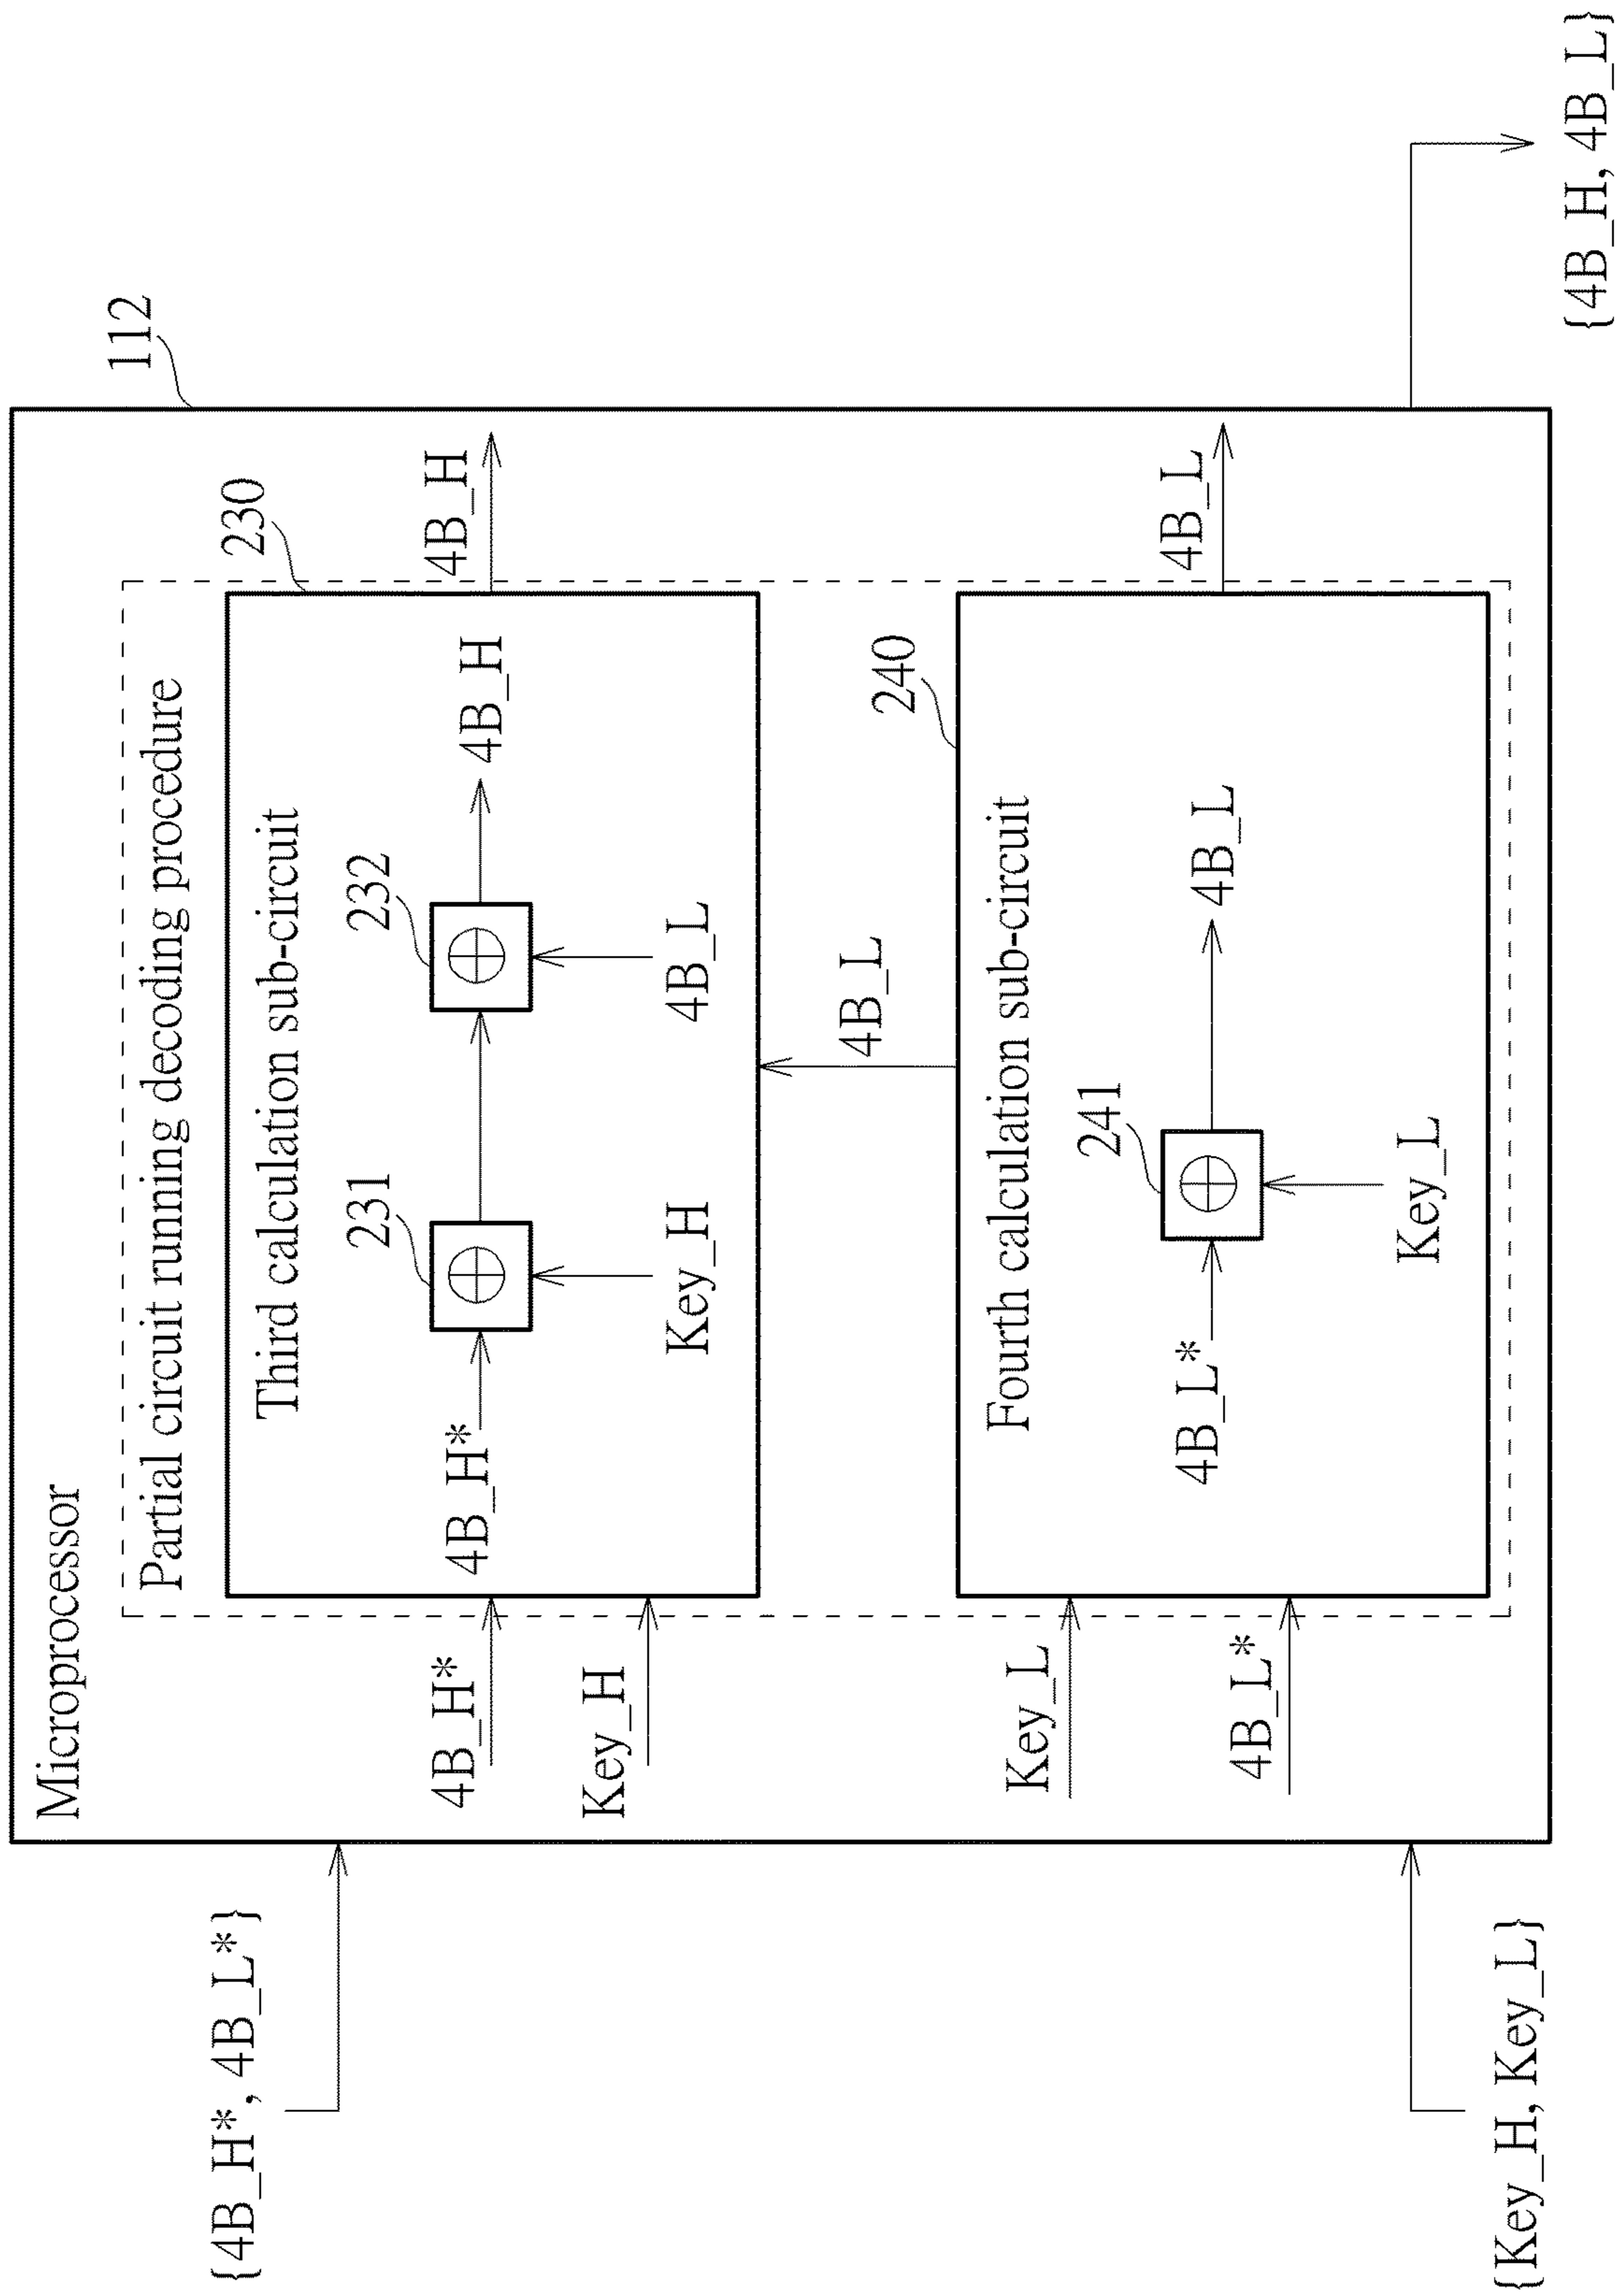 Microprocessor
112
Partial circuit running decoding procedure
230
Third calculation sub-circuit
231
232
4B_H*
4B_H
Key_H
4B_L
{4B_H*, 4B_L*}
4B_H*
Key_H
4B_H
4B_L
240
Fourth calculation sub-circuit
241
4B_L*
4B_L
Key_L
Key_L
4B_L*
4B_L
{Key_H, Key_L}
{4B_H, 4B_L}